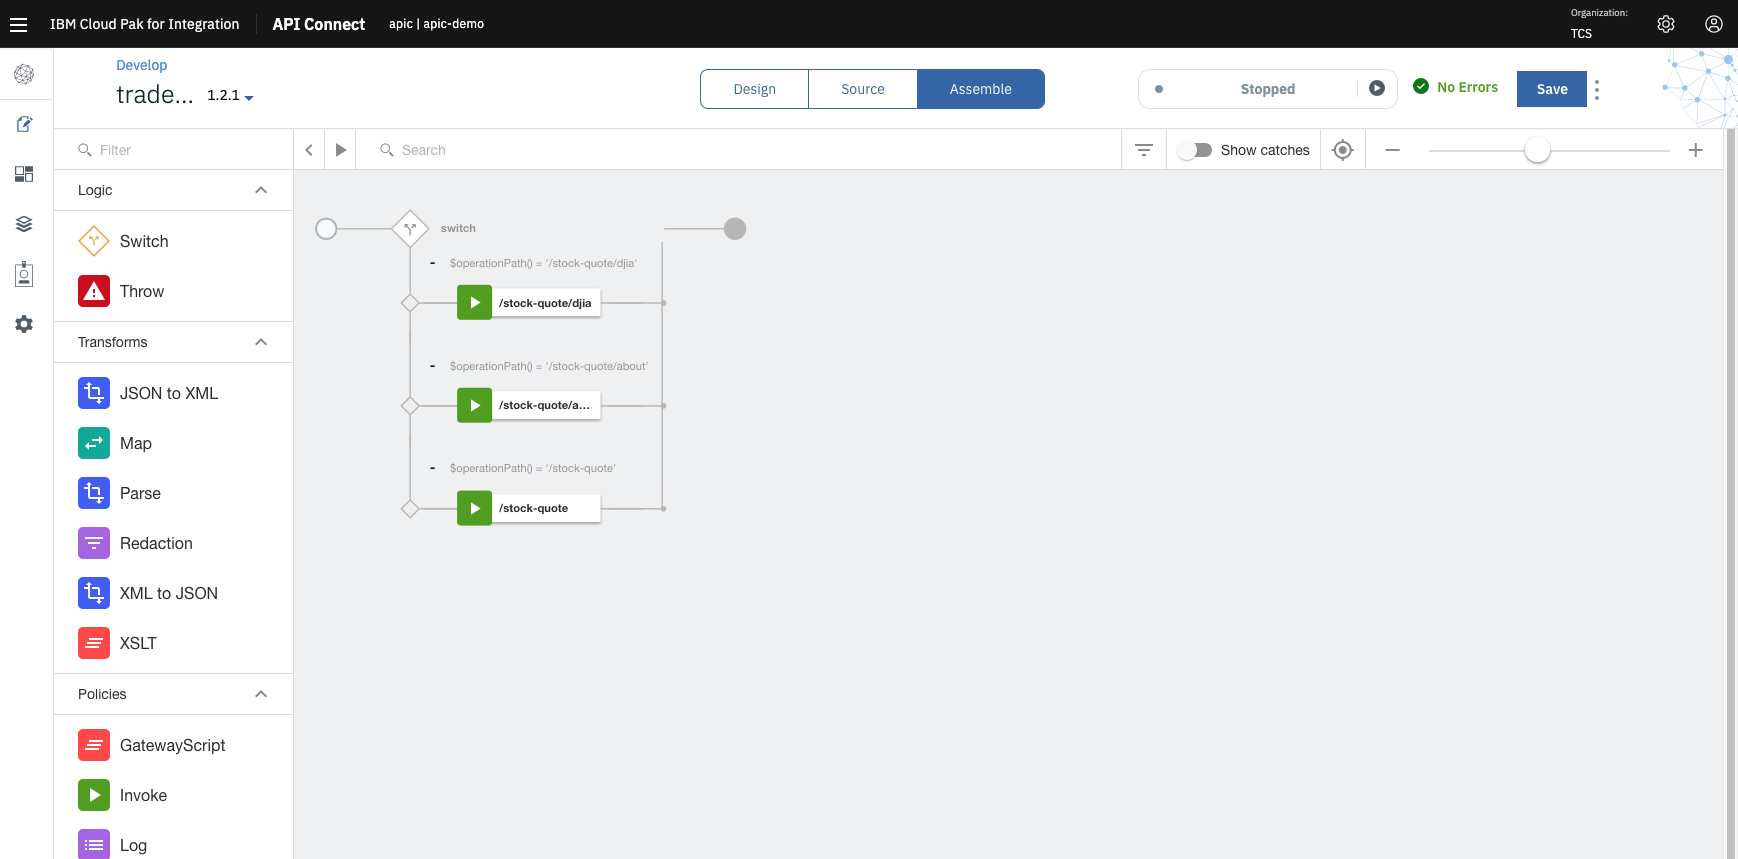 IBM Cloud Pak for Integration
API Connect
apic | apic-demo
Organization:
TCS
Develop
trade... 1.2.1
Design
Source
Assemble
Stopped
No Errors
Save
Filter
Search
Show catches
Logic
Switch
Throw
Transforms
JSON to XML
Map
Parse
Redaction
XML to JSON
XSLT
Policies
GatewayScript
Invoke
Log
switch
- $operationPath() = '/stock-quote/djia'
/stock-quote/djia
- $operationPath() = '/stock-quote/about'
/stock-quote/a...
- $operationPath() = '/stock-quote'
/stock-quote